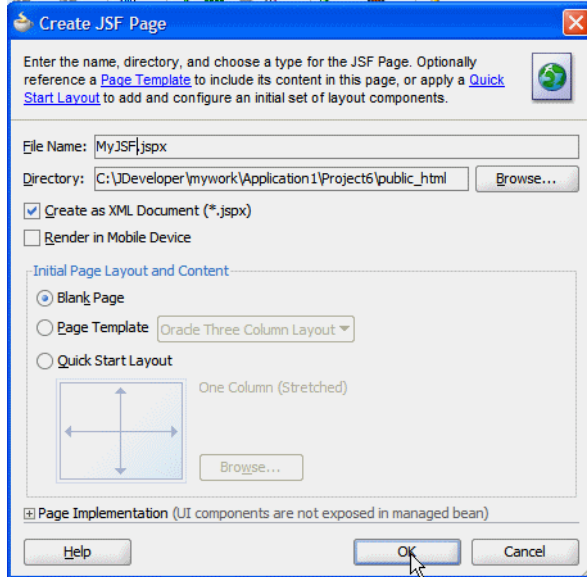 Create JSF Page
Enter the name, directory, and choose a type for the JSF Page. Optionally
reference a Page Template to include its content in this page, or apply a Quick
Start Layout to add and configure an initial set of layout components.
File Name: MyJSF.jspx
Directory: C:\JDeveloper\mywork\Application1\Project6\public_html Browse...
Create as XML Document (*.jspx)
Render in Mobile Device
Initial Page Layout and Content
Blank Page
Page Template Oracle Three Column Layout
Quick Start Layout
One Column (Stretched)
Browse...
Page Implementation (UI components are not exposed in managed bean)
Help OK Cancel